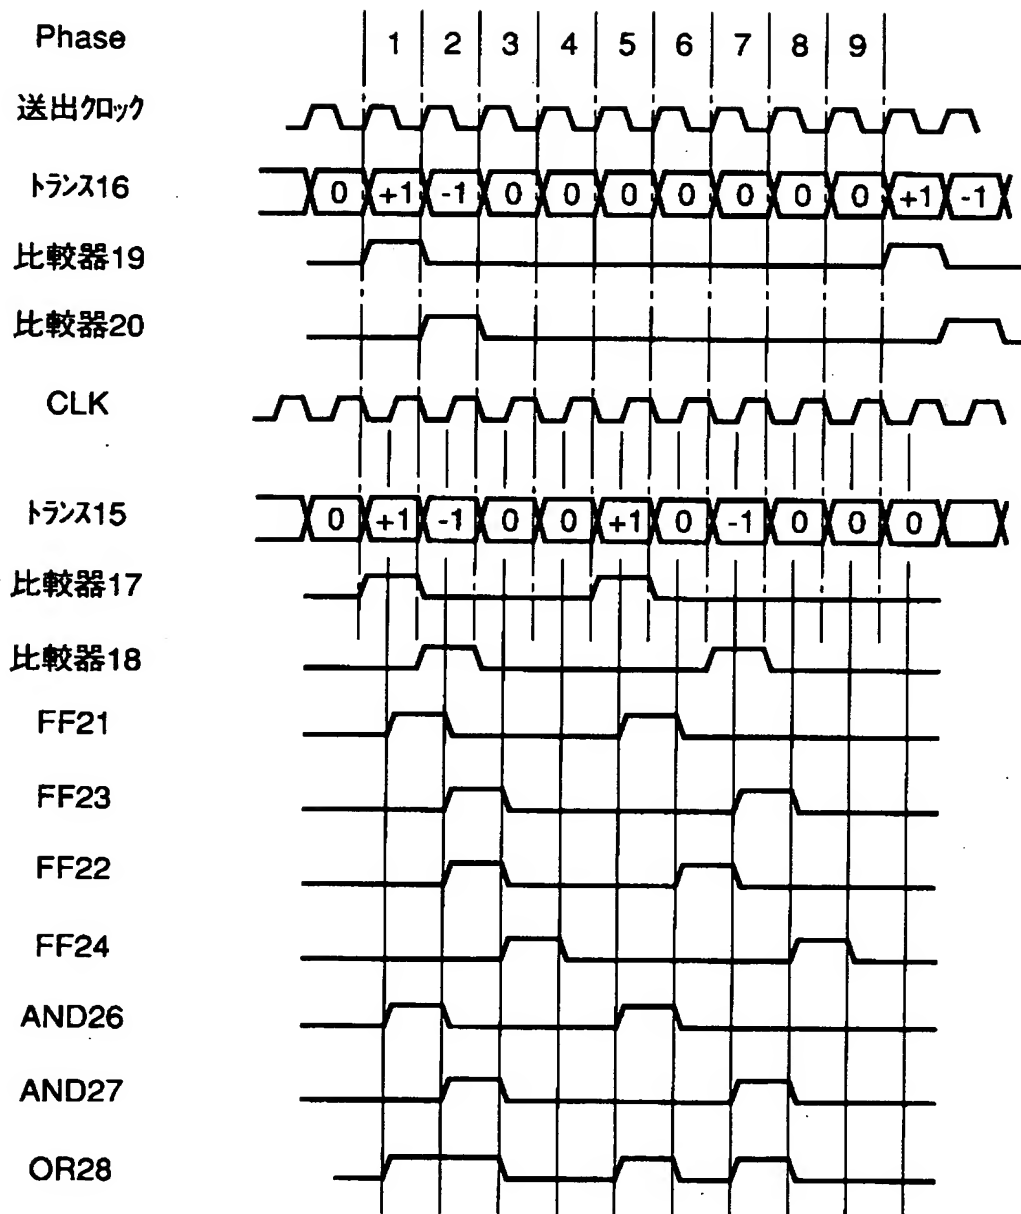 Phase 1 2 3 4 5 6 7 8 9
送出クロック
トランス16 0 +1 -1 0 0 0 0 0 0 0 +1 -1
比較器19
比較器20
CLK
トランス15 0 +1 -1 0 0 +1 0 -1 0 0 0
比較器17
比較器18
FF21
FF23
FF22
FF24
AND26
AND27
OR28